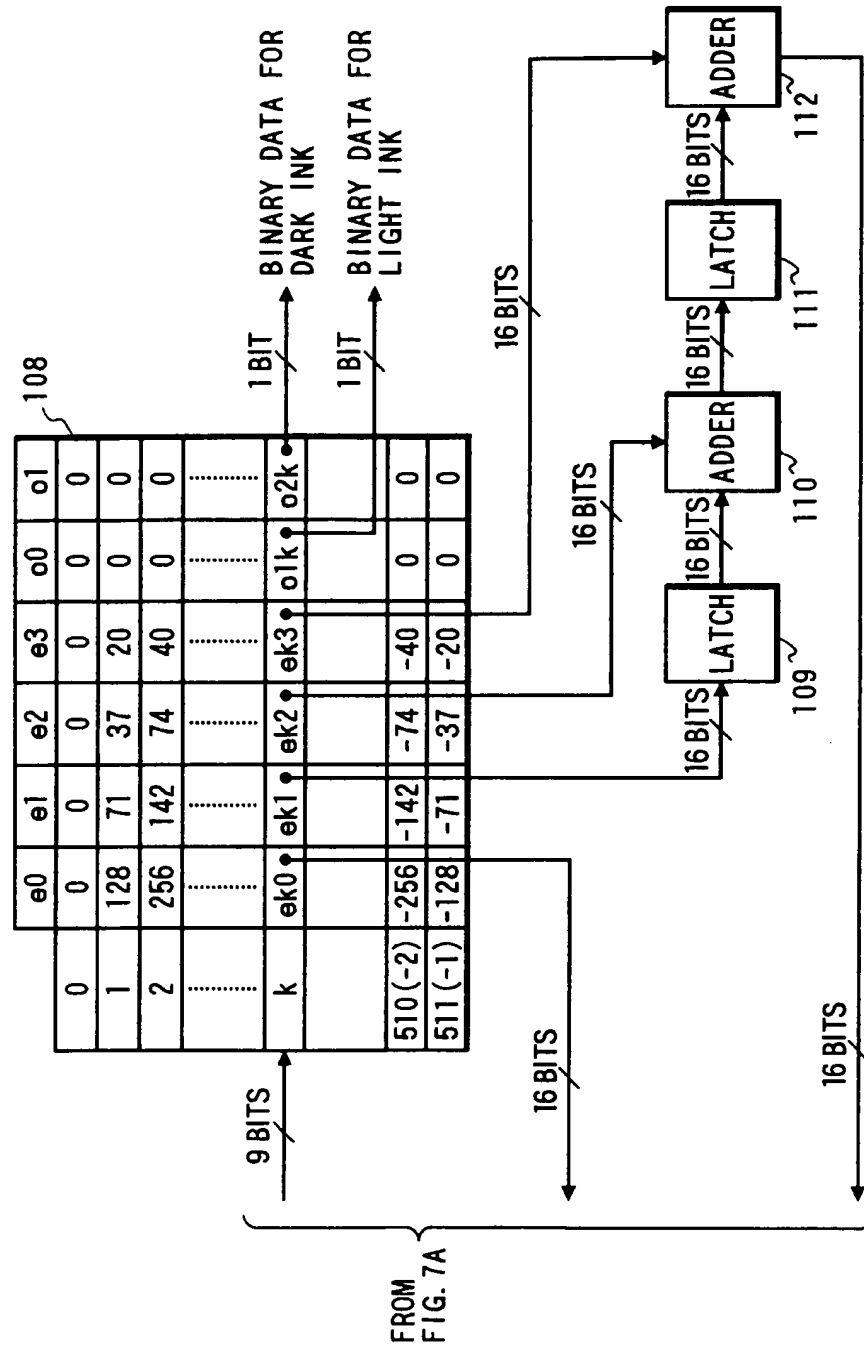 108
e0 e1 e2 e3 o0 o1
0 0 0 0 0 0 0
1 128 71 37 20 0 0
2 256 142 74 40 0 0
............ ............ ............ ............ ............ ............ ............
k ek0 ek1 ek2 ek3 o1k o2k
510(-2) -256 -142 -74 -40 0 0
511(-1) -128 -71 -37 -20 0 0
9 BITS
1 BIT
BINARY DATA FOR
DARK INK
1 BIT
BINARY DATA FOR
LIGHT INK
FROM
FIG. 7A
16 BITS
16 BITS
16 BITS
16 BITS
LATCH
109
16 BITS
ADDER
110
16 BITS
LATCH
111
16 BITS
ADDER
112
16 BITS